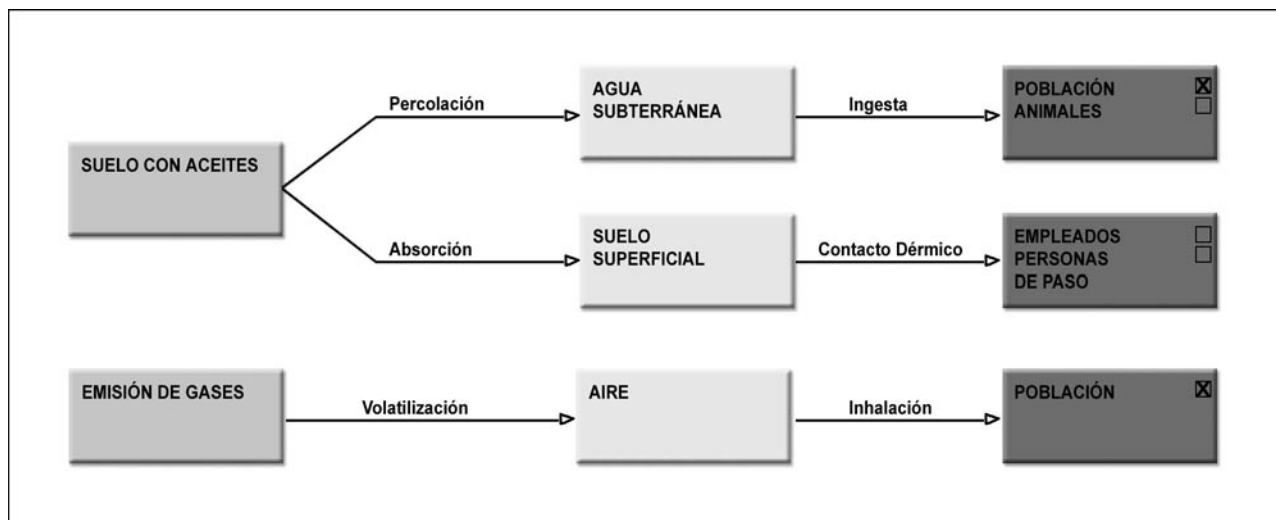 SUELO CON ACEITES
Percolación
AGUA
SUBTERRÁNEA
Ingesta
POBLACIÓN
ANIMALES
Absorción
SUELO
SUPERFICIAL
Contacto Dérmico
EMPLEADOS
PERSONAS
DE PASO
EMISIÓN DE GASES
Volatilización
AIRE
Inhalación
POBLACIÓN